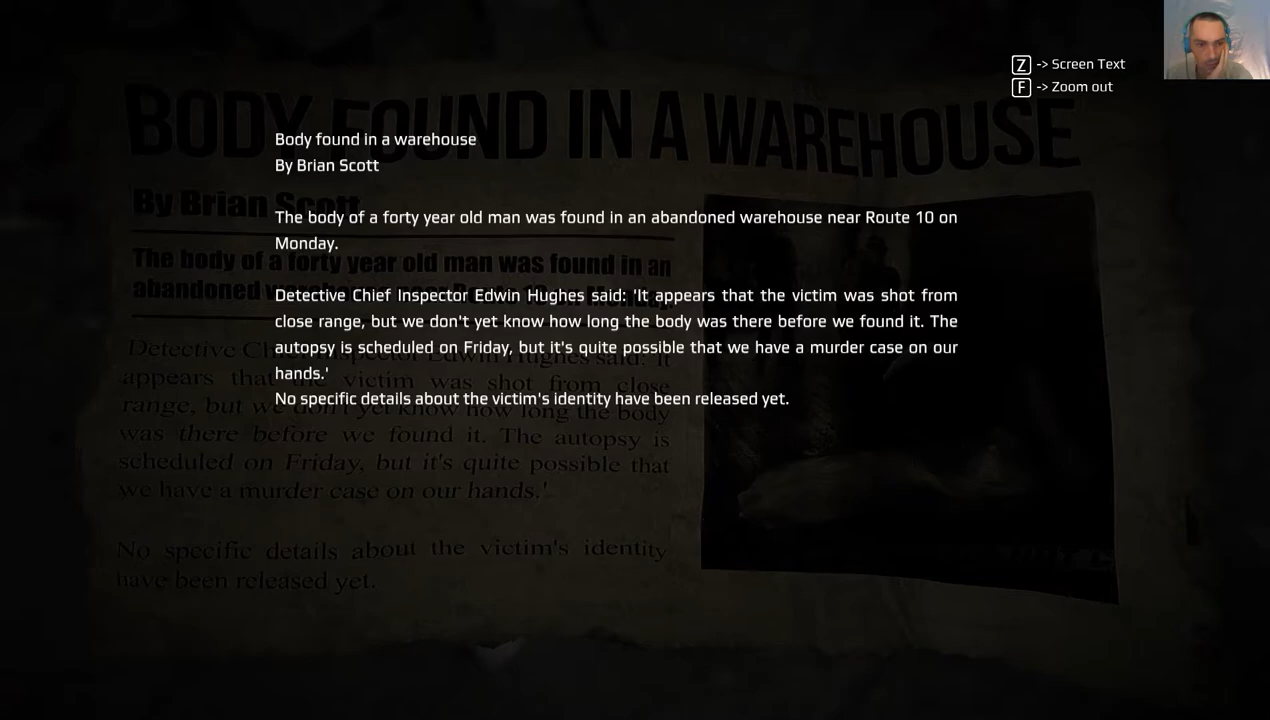 Z -> Screen Text
F -> Zoom out
BODY FOUND IN A WAREHOUSE
Body found in a warehouse
By Brian Scott
By Brian Scott
The body of a forty year old man was found in an abandoned warehouse near Route 10 on
Monday.
The body of a forty year old man was found in an
abandoned warehouse near Route 10 on Monday.
Detective Chief Inspector Edwin Hughes said: 'It appears that the victim was shot from
close range, but we don't yet know how long the body was there before we found it. The
autopsy is scheduled on Friday, but it's quite possible that we have a murder case on our
hands.'
No specific details about the victim's identity have been released yet.
Detective Chief Inspector Edwin Hughes said: 'It
appears that the victim was shot from close
range, but we don't yet know how long the body
was there before we found it. The autopsy is
scheduled on Friday, but it's quite possible that
we have a murder case on our hands.'
No specific details about the victim's identity
have been released yet.